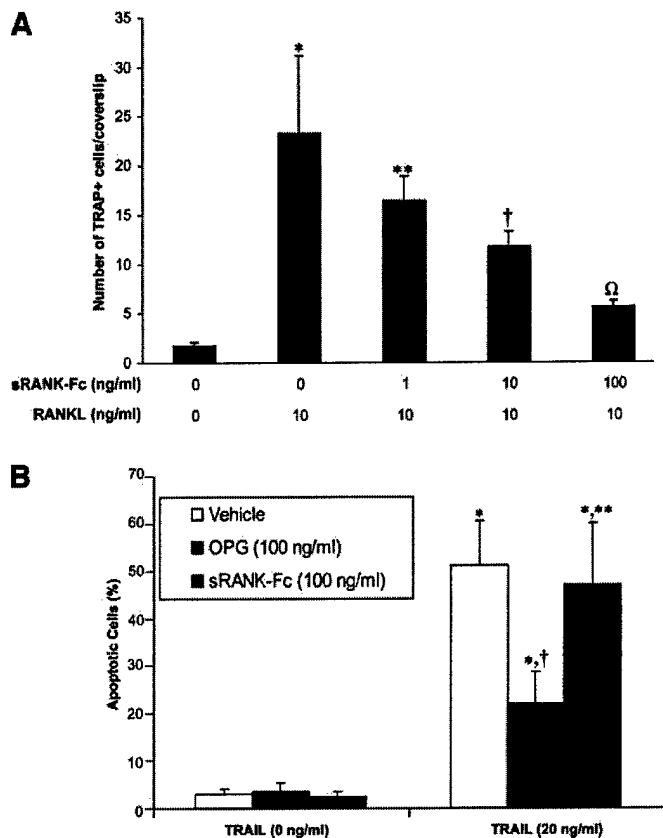 A
Number of TRAP+ cells/coverslip
35
30
25
20
15
10
5
0
*
**
†
Ω
sRANK-Fc (ng/ml) 0 0 1 10 100
RANKL (ng/ml) 0 10 10 10 10
B
Apoptotic Cells (%)
70
60
50
40
30
20
10
0
Vehicle
OPG (100 ng/ml)
sRANK-Fc (100 ng/ml)
*
*,†
*,**
TRAIL (0 ng/ml) TRAIL (20 ng/ml)